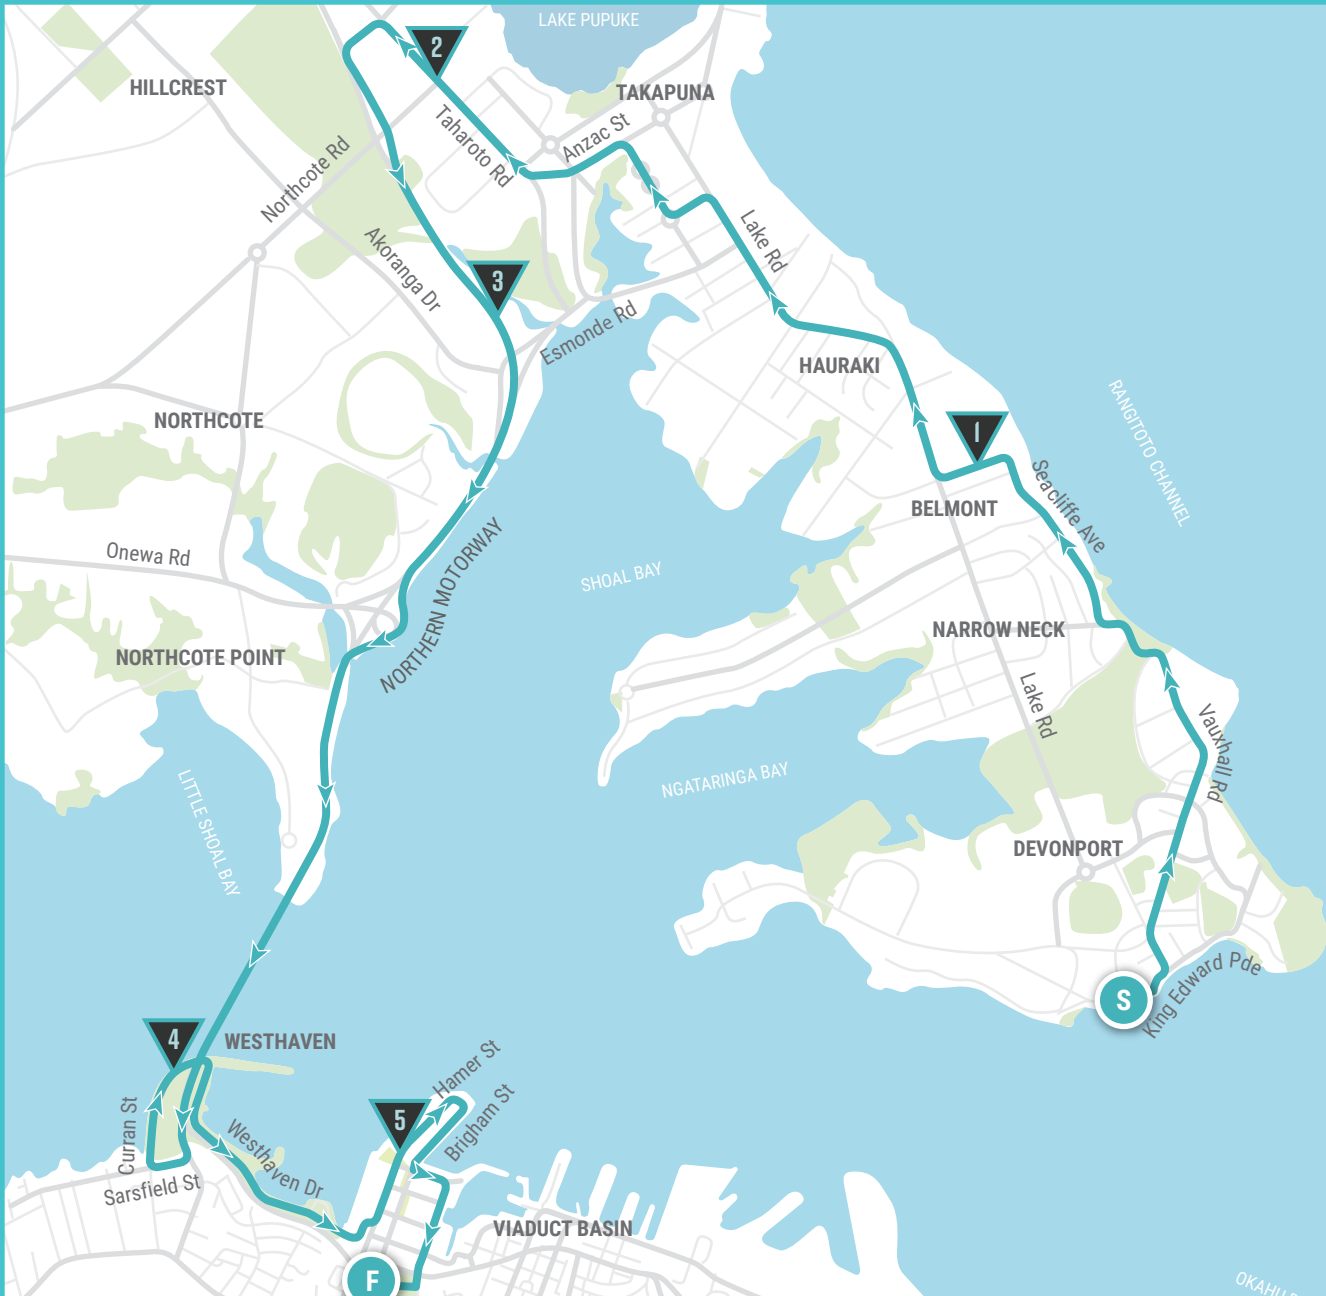 LAKE PUPUKE
2
HILLCREST
TAKAPUNA
Taharoto Rd
Anzac St
Northcote Rd
Lake Rd
Akoranga Dr
3
Esmonde Rd
HAURAKI
RANGITOTO CHANNEL
NORTHCOTE
1
Seacliffe Ave
BELMONT
Onewa Rd
NORTHERN MOTORWAY
SHOAL BAY
NARROW NECK
NORTHCOTE POINT
Lake Rd
Vauxhall Rd
LITTLE SHOAL BAY
NGATARINGA BAY
DEVONPORT
S
King Edward Pde
4
WESTHAVEN
Hamer St
Brigham St
5
Curran St
Westhaven Dr
Sarsfield St
VIADUCT BASIN
F